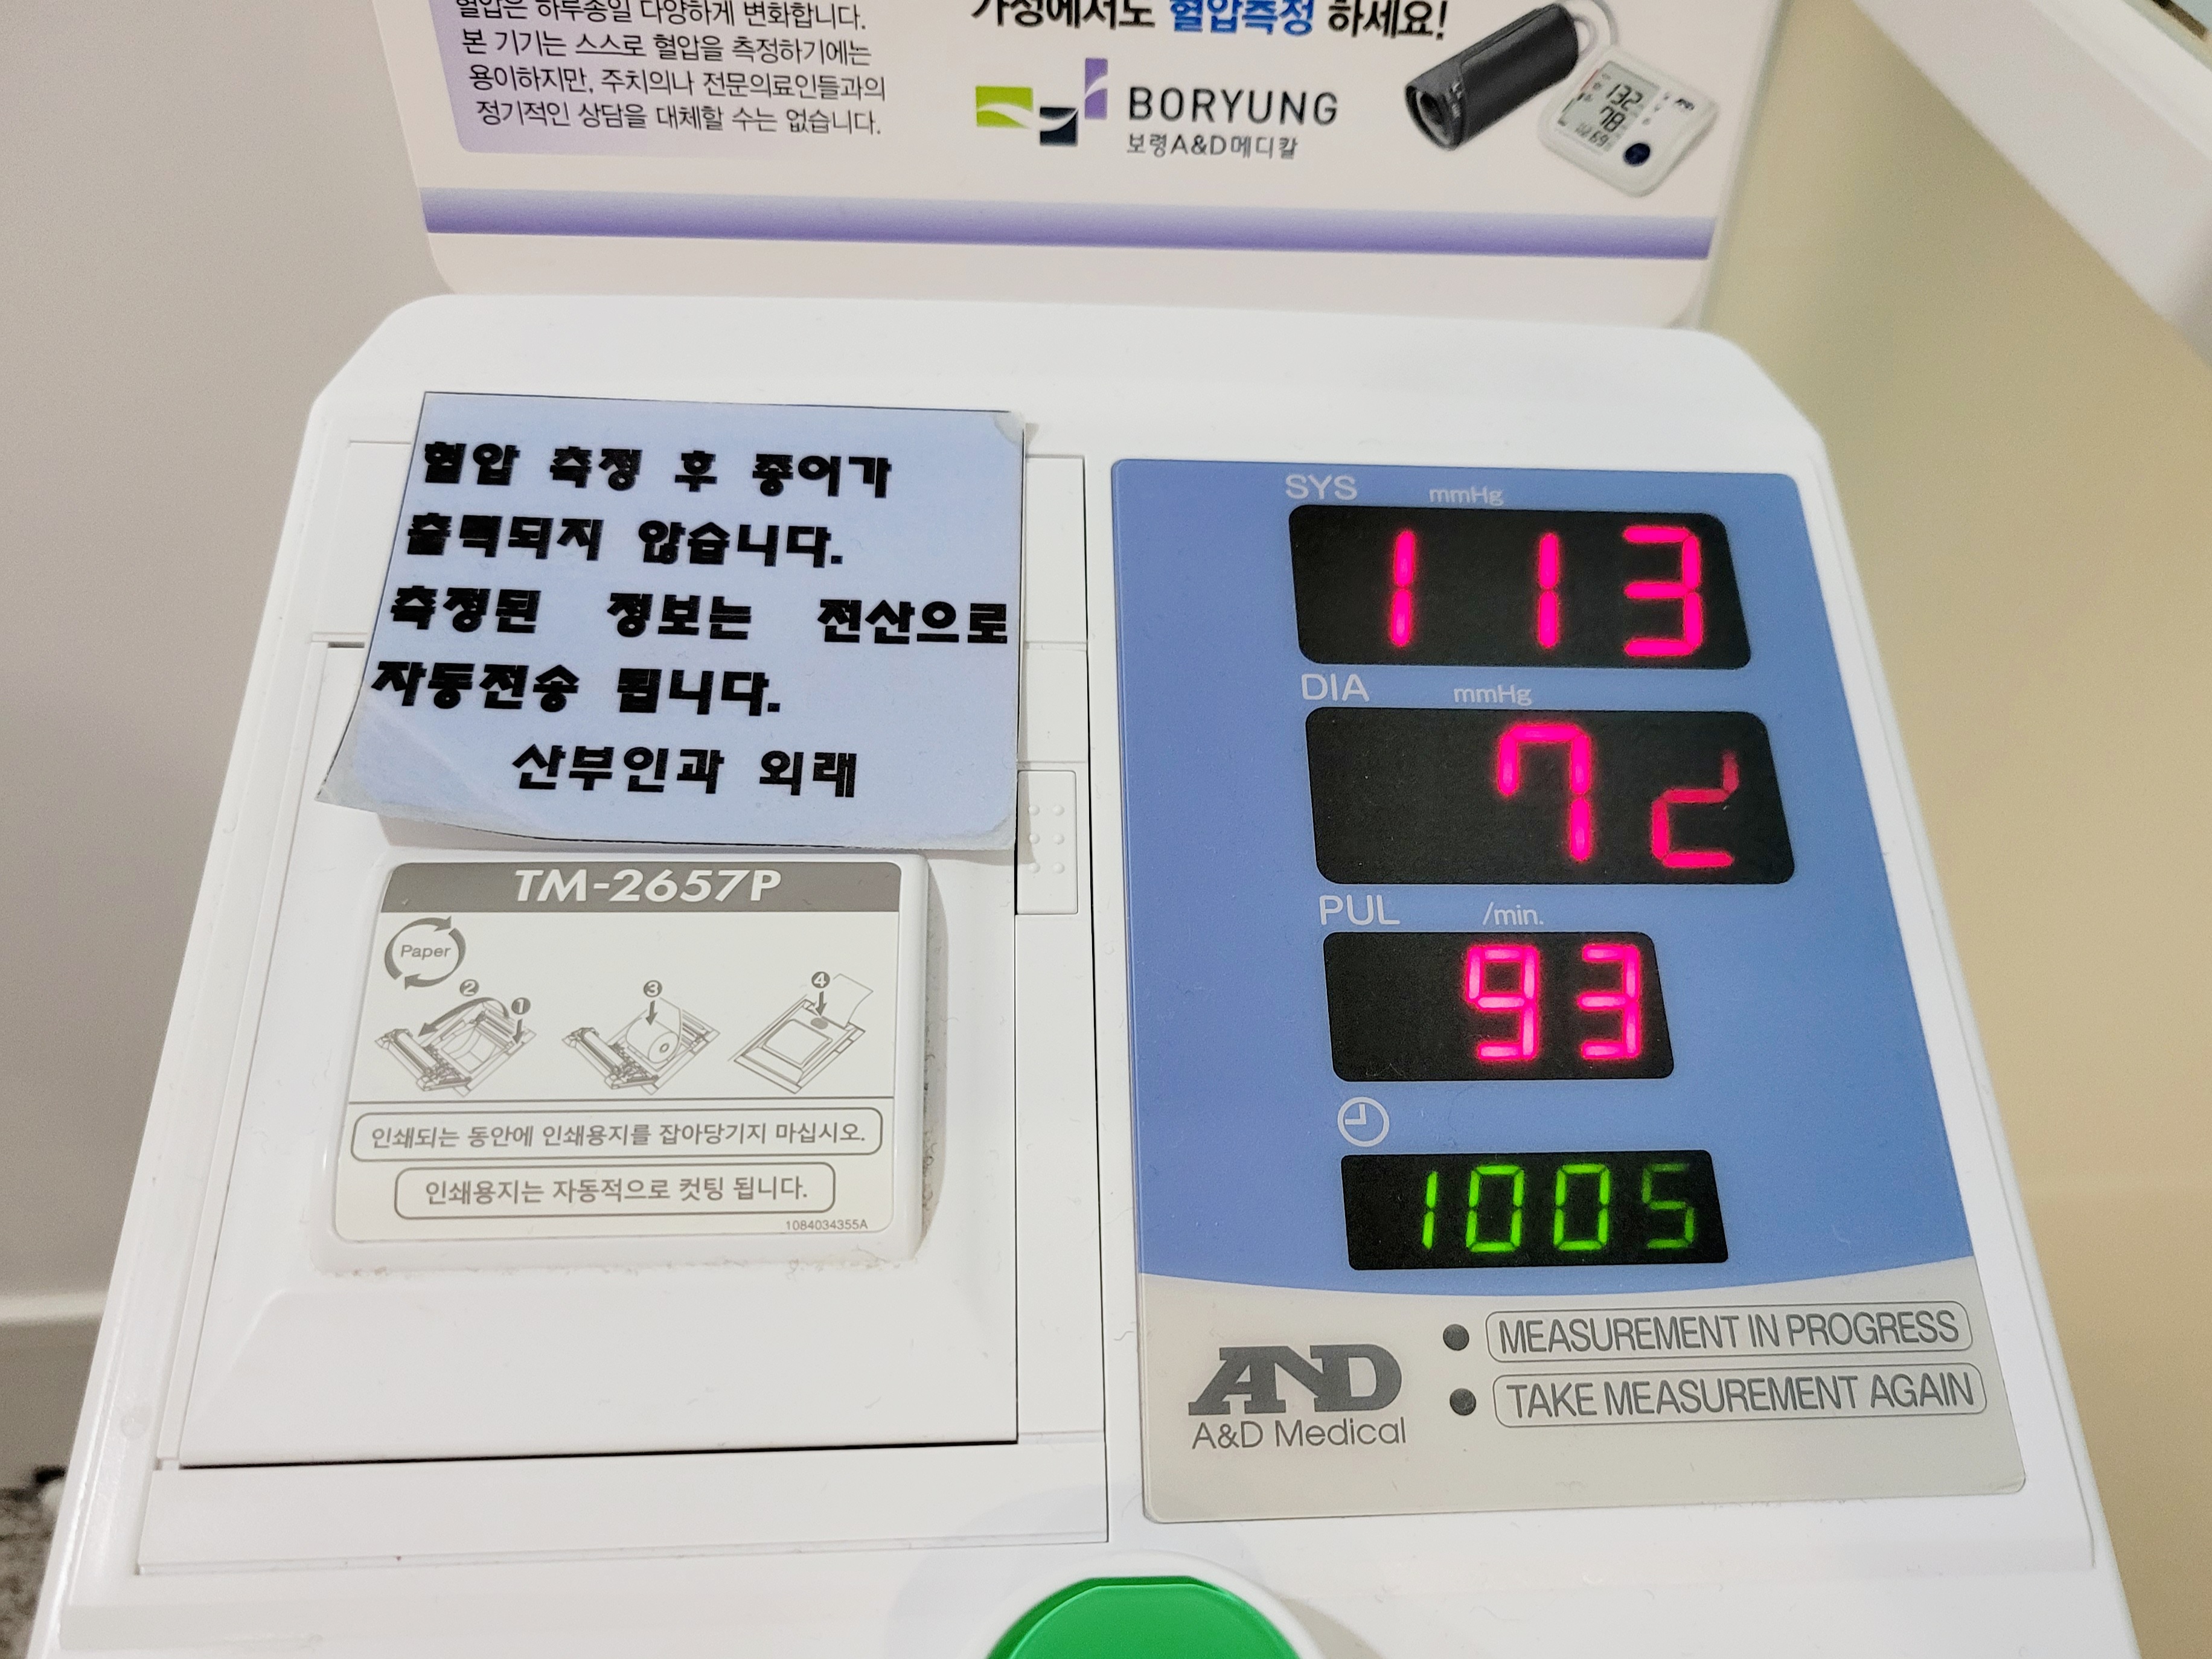 혈압은 하루종일 다양하게 변화합니다.
본 기기는 스스로 혈압을 측정하기에는
용이하지만, 주치의나 전문의료인들과의
정기적인 상담을 대체할 수는 없습니다.
가정에서도 혈압측정 하세요!
BORYUNG
보령A&D메디칼
132
78
69
혈압 측정 후 종이가
출력되지 않습니다.
측정된 정보는 전산으로
자동전송 됩니다.
산부인과 외래
TM-2657P
Paper
2 1 3 4
인쇄되는 동안에 인쇄용지를 잡아당기지 마십시오.
인쇄용지는 자동적으로 컷팅 됩니다.
1084034355A
SYS mmHg
113
DIA mmHg
7
PUL /min.
93
1005
AND
A&D Medical
MEASUREMENT IN PROGRESS
TAKE MEASUREMENT AGAIN